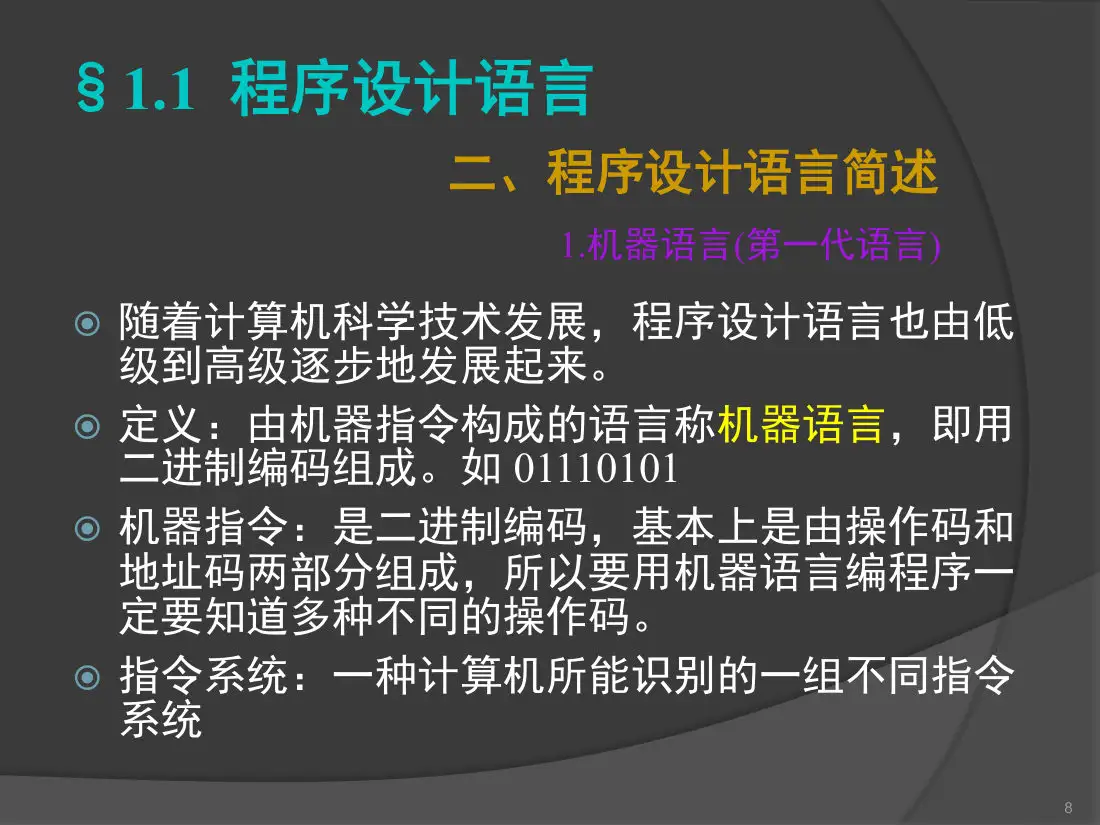 §1.1 程序设计语言
二、程序设计语言简述
1.机器语言(第一代语言)
随着计算机科学技术发展，程序设计语言也由低
级到高级逐步地发展起来。
定义：由机器指令构成的语言称机器语言，即用
二进制编码组成。如 01110101
机器指令：是二进制编码，基本上是由操作码和
地址码两部分组成，所以要用机器语言编程序一
定要知道多种不同的操作码。
指令系统：一种计算机所能识别的一组不同指令
系统
8